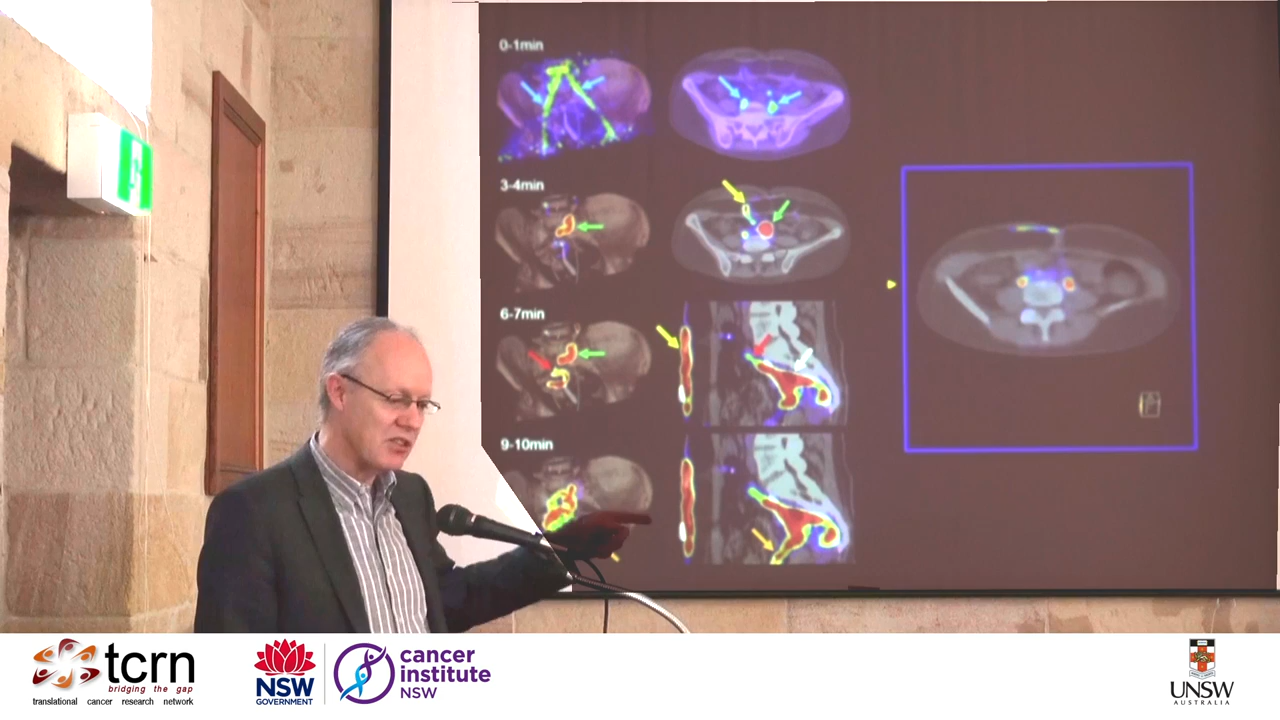 0-1min
3-4min
6-7min
9-10min
tcrn
bridging the gap
translational cancer research network
NSW
GOVERNMENT
cancer
institute
NSW
UNSW
AUSTRALIA